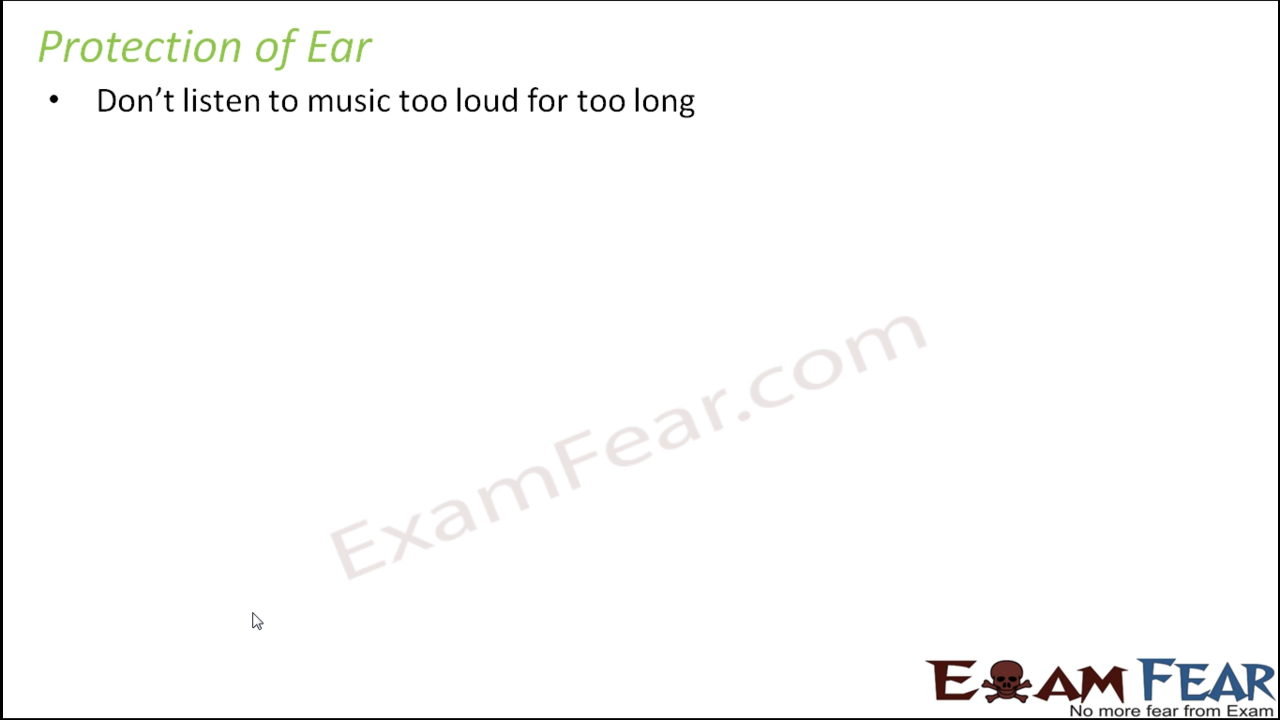 Protection of Ear
• Don't listen to music too loud for too long
ExamFear.com
EXAM FEAR
No more fear from Exam